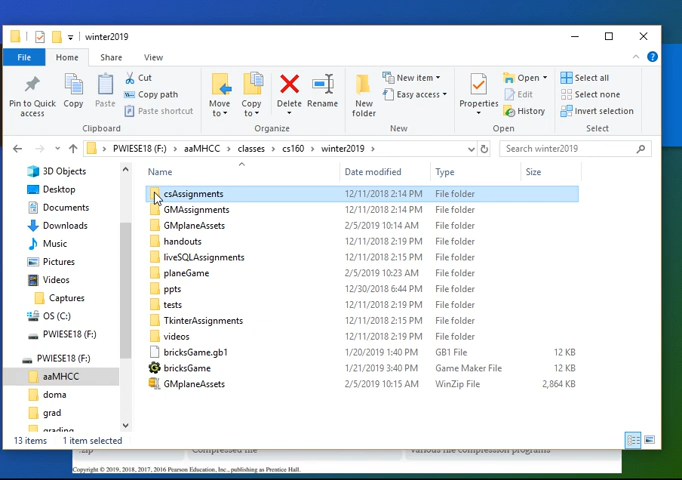 winter2019
File Home Share View
Pin to Quick access
Copy
Paste
Cut
Copy path
Paste shortcut
Clipboard
Move to
Copy to
Delete
Rename
Organize
New folder
New item
Easy access
New
Properties
Open
Edit
History
Open
Select all
Select none
Invert selection
Select
PWIESE18 (F:) > aaMHCC > classes > cs160 > winter2019 >
Search winter2019
3D Objects
Desktop
Documents
Downloads
Music
Pictures
Videos
Captures
OS (C:)
PWIESE18 (F:)
PWIESE18 (F:)
aaMHCC
doma
grad
grading
Name Date modified Type Size
csAssignments 12/11/2018 2:14 PM File folder
GMAssignments 12/11/2018 2:14 PM File folder
GMplaneAssets 2/5/2019 10:14 AM File folder
handouts 12/11/2018 2:19 PM File folder
liveSQLAssignments 12/11/2018 2:15 PM File folder
planeGame 2/5/2019 10:23 AM File folder
ppts 12/30/2018 6:44 PM File folder
tests 12/11/2018 2:19 PM File folder
TkinterAssignments 12/11/2018 2:15 PM File folder
videos 12/11/2018 2:19 PM File folder
bricksGame.gb1 1/20/2019 1:40 PM GB1 File 12 KB
bricksGame 1/21/2019 3:40 PM Game Maker File 12 KB
GMplaneAssets 2/5/2019 10:15 AM WinZip File 2,864 KB
13 items 1 item selected
.zip Compressed file Various file compression programs
Copyright © 2019, 2018, 2017, 2016 Pearson Education, Inc., publishing as Prentice Hall.